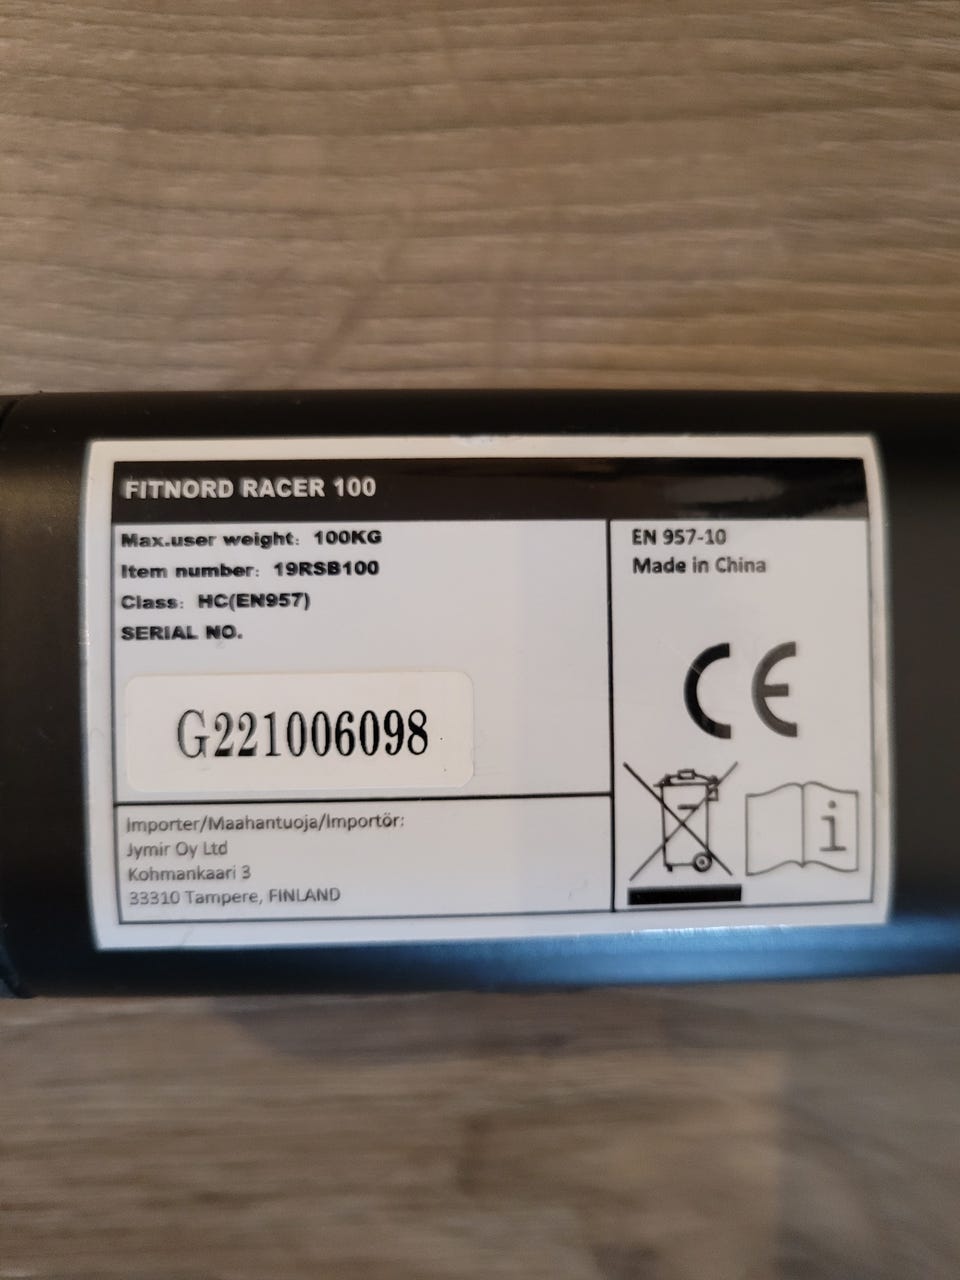 FITNORD RACER 100
Max.user weight: 100KG
Item number: 19RSB100
Class: HC(EN957)
SERIAL NO.
G221006098
Importer/Maahantuoja/Importör:
Jymir Oy Ltd
Kohmankaari 3
33310 Tampere, FINLAND
EN 957-10
Made in China
CE
i